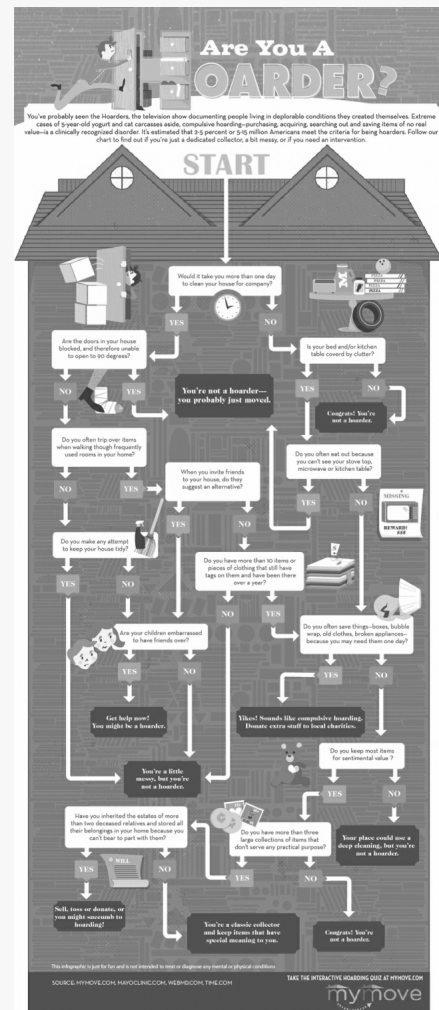 Are You A
HOARDER?
You've probably seen the Hoarders, the television show documenting people living in deplorable conditions they created themselves. Extreme
cases of 5-year-old yogurt and cat carcasses aside, compulsive hoarding—purchasing, acquiring, searching out and saving items of no real
value—is a clinically recognized disorder. It's estimated that 2-5 percent or 5-15 million Americans meet the criteria for being hoarders. Follow our
chart to find out if you're just a dedicated collector, a bit messy, or if you need an intervention.
START
Would it take you more than one day
to clean your house for company?
YES
NO
PIZZA
PIZZA
PIZZA
PIZZA
M
Are the doors in your house
blocked, and therefore unable
to open to 90 degrees?
NO
YES
You're not a hoarder—
you probably just moved.
Is your bed and/or kitchen
table coverd by clutter?
YES
NO
Congrats! You're
not a hoarder.
Do you often trip over items
when walking though frequently
used rooms in your home?
NO
YES
When you invite friends
to your house, do they
suggest an alternative?
YES
NO
Do you often eat out because
you can't see your stove top,
microwave or kitchen table?
YES
NO
MISSING
REWARD!
$$$
Do you make any attempt
to keep your house tidy?
YES
NO
Do you have more than 10 items or
pieces of clothing that still have
tags on them and have been there
over a year?
NO
YES
Are your children embarrassed
to have friends over?
YES
NO
Do you often save things—boxes, bubble
wrap, old clothes, broken appliances—
because you may need them one day?
YES
NO
Get help now!
You might be a hoarder.
Yikes! Sounds like compulsive hoarding.
Donate extra stuff to local charities.
You're a little
messy, but you're
not a hoarder.
Do you keep most items
for sentimental value ?
YES
NO
Your place could use a
deep cleaning, but you're
not a hoarder.
Have you inherited the estates of more
than two deceased relatives and stored all
their belongings in your home because you
can't bear to part with them?
YES
WILL
NO
Do you have more than three
large collections of items that
don't serve any practical purpose?
YES
NO
Sell, toss or donate, or
you might succumb to
hoarding!
You're a classic collector
and keep items that have
special meaning to you.
Congrats! You're
not a hoarder.
This infographic is just for fun and is not intended to treat or diagnose any mental or physical conditions
SOURCE: MYMOVE.COM, MAYOCLINIC.COM, WEBMD.COM, TIME.COM
TAKE THE INTERACTIVE HOARDING QUIZ AT MYMOVE.COM
mymove